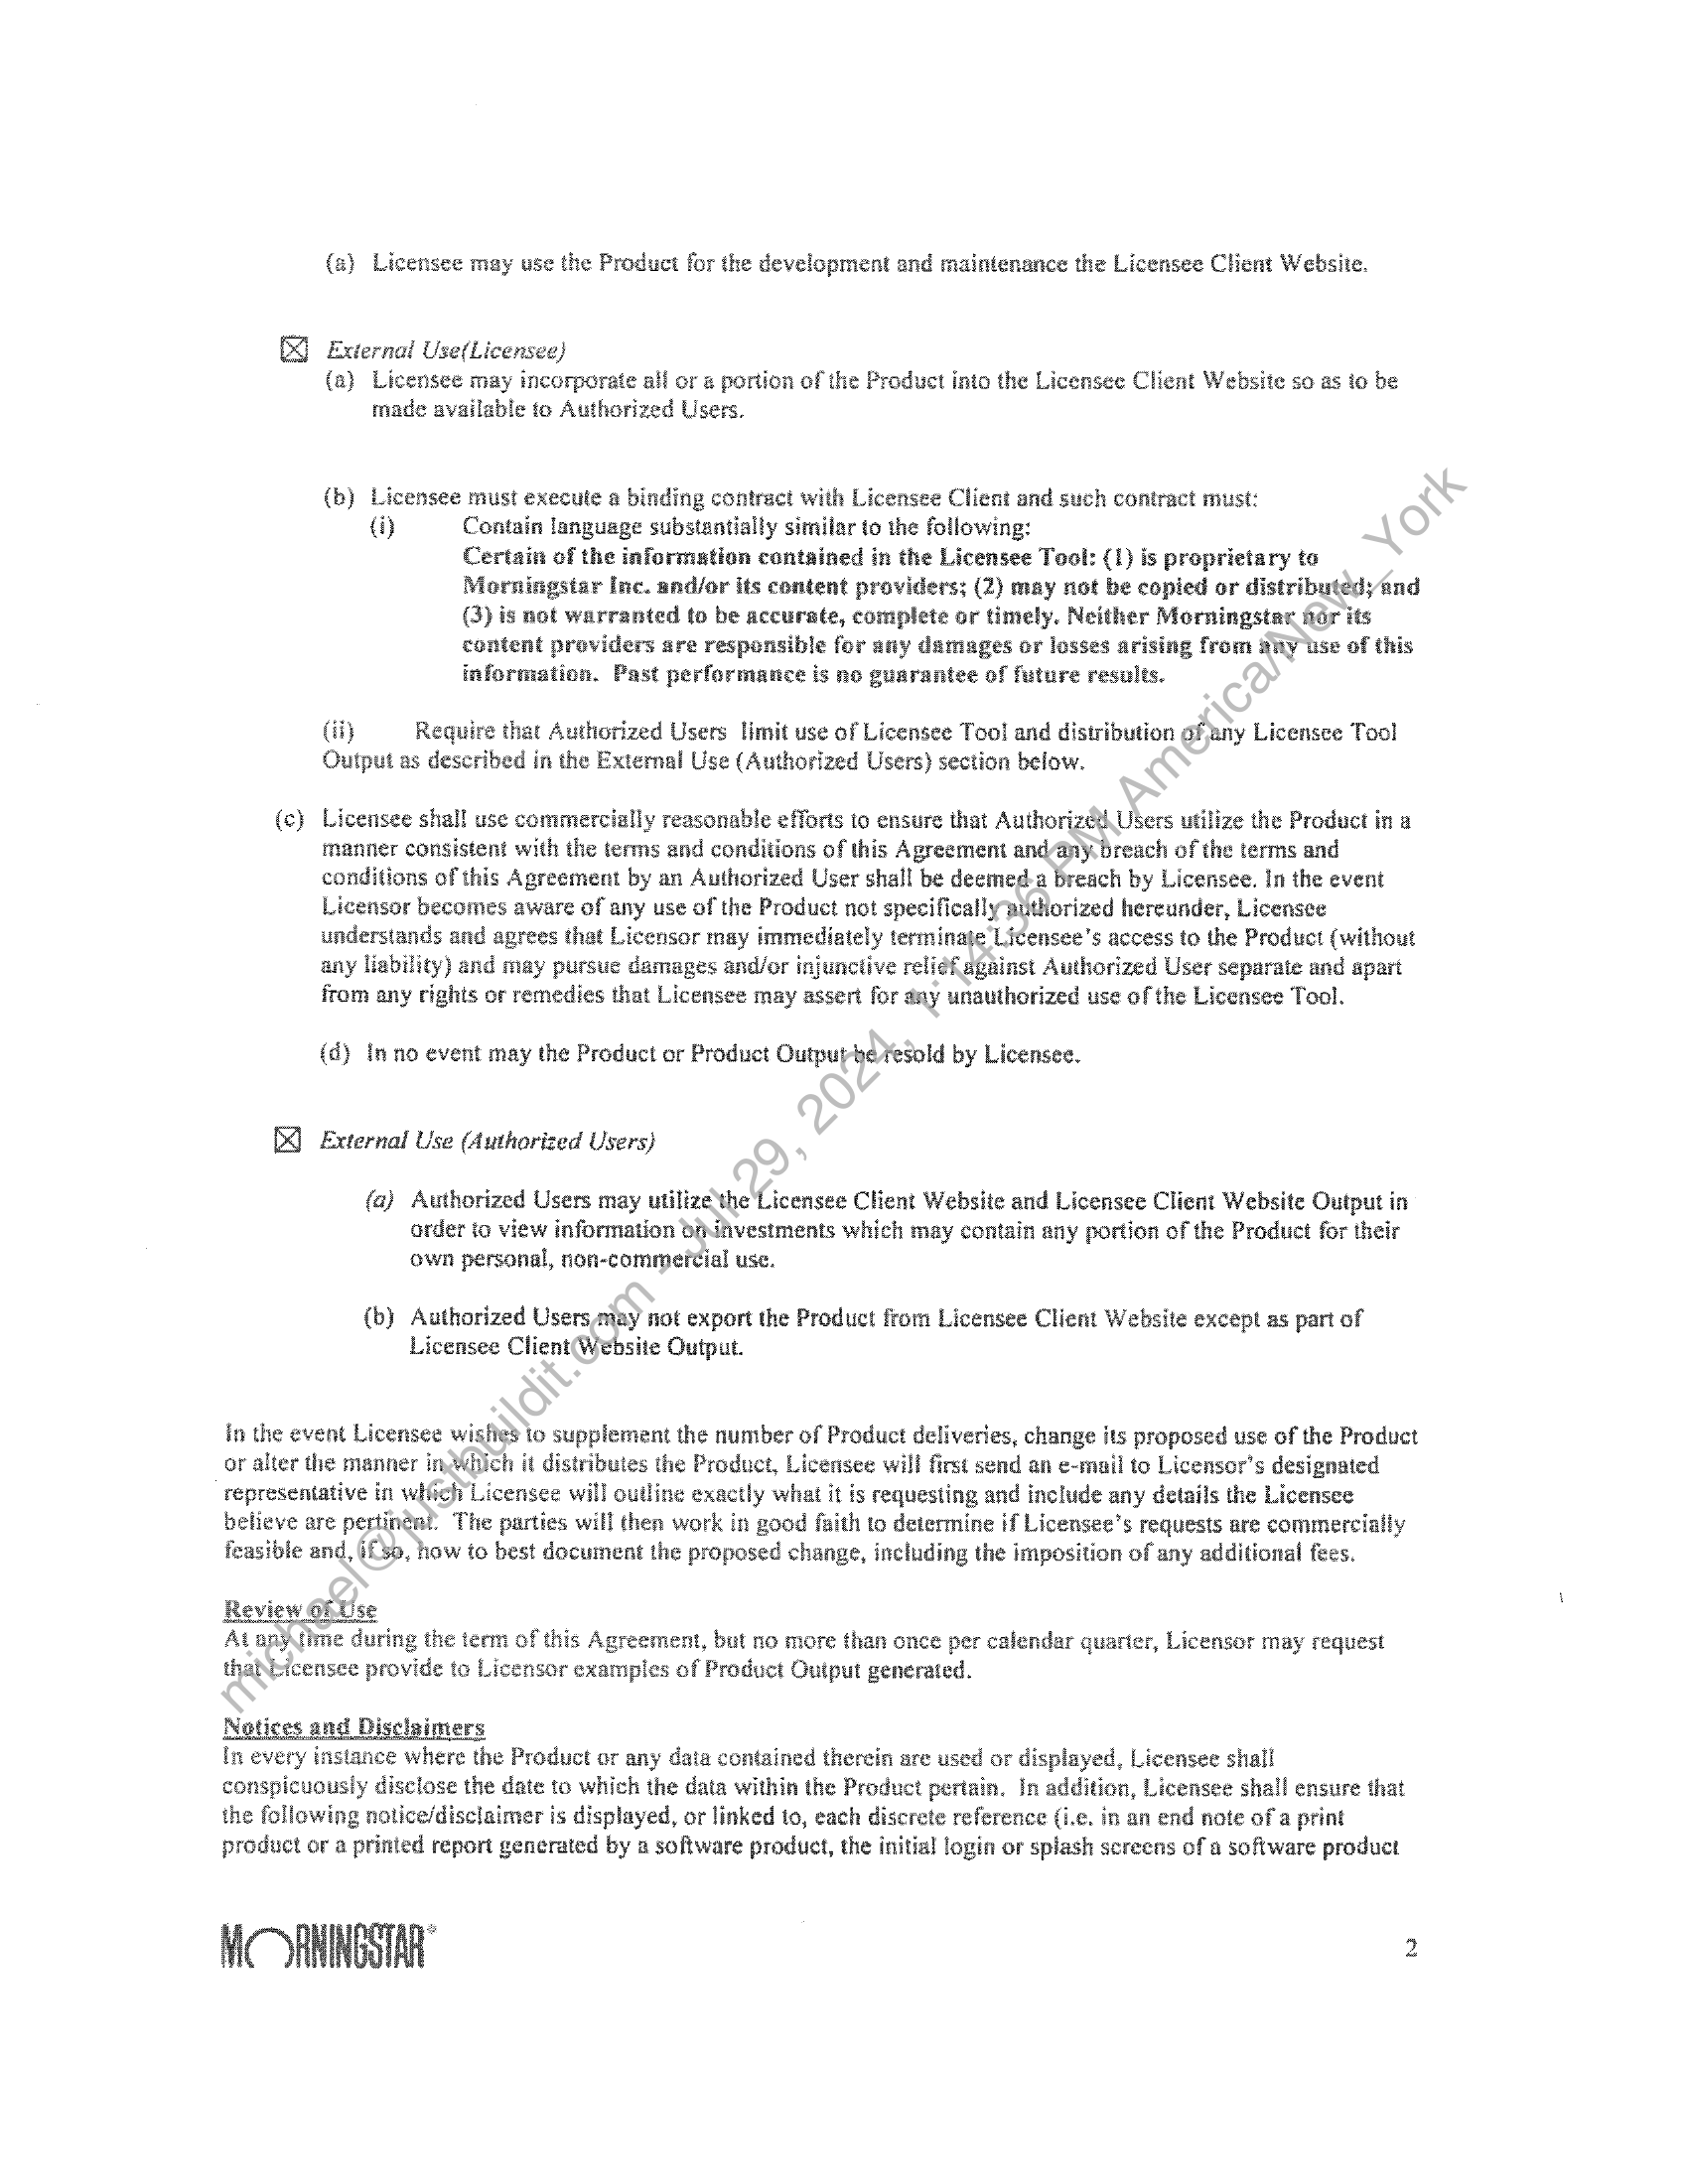 (a) Licensee may use the Product for the development and maintenance the Licensee Client Website.
☒ External Use(Licensee)
(a) Licensee may incorporate all or a portion of the Product into the Licensee Client Website so as to be
made available to Authorized Users.
(b) Licensee must execute a binding contract with Licensee Client and such contract must:
(i) Contain language substantially similar to the following:
Certain of the information contained in the Licensee Tool: (1) is proprietary to
Morningstar Inc. and/or its content providers; (2) may not be copied or distributed; and
(3) is not warranted to be accurate, complete or timely. Neither Morningstar nor its
content providers are responsible for any damages or losses arising from any use of this
information. Past performance is no guarantee of future results.
(ii) Require that Authorized Users limit use of Licensee Tool and distribution of any Licensee Tool
Output as described in the External Use (Authorized Users) section below.
(c) Licensee shall use commercially reasonable efforts to ensure that Authorized Users utilize the Product in a
manner consistent with the terms and conditions of this Agreement and any breach of the terms and
conditions of this Agreement by an Authorized User shall be deemed a breach by Licensee. In the event
Licensor becomes aware of any use of the Product not specifically authorized hereunder, Licensee
understands and agrees that Licensor may immediately terminate Licensee's access to the Product (without
any liability) and may pursue damages and/or injunctive relief against Authorized User separate and apart
from any rights or remedies that Licensee may assert for any unauthorized use of the Licensee Tool.
(d) In no event may the Product or Product Output be resold by Licensee.
☒ External Use (Authorized Users)
(a) Authorized Users may utilize the Licensee Client Website and Licensee Client Website Output in
order to view information on investments which may contain any portion of the Product for their
own personal, non-commercial use.
(b) Authorized Users may not export the Product from Licensee Client Website except as part of
Licensee Client Website Output.
In the event Licensee wishes to supplement the number of Product deliveries, change its proposed use of the Product
or alter the manner in which it distributes the Product, Licensee will first send an e-mail to Licensor's designated
representative in which Licensee will outline exactly what it is requesting and include any details the Licensee
believe are pertinent. The parties will then work in good faith to determine if Licensee's requests are commercially
feasible and, if so, how to best document the proposed change, including the imposition of any additional fees.
Review of Use
At any time during the term of this Agreement, but no more than once per calendar quarter, Licensor may request
that Licensee provide to Licensor examples of Product Output generated.
Notices and Disclaimers
In every instance where the Product or any data contained therein are used or displayed, Licensee shall
conspicuously disclose the date to which the data within the Product pertain. In addition, Licensee shall ensure that
the following notice/disclaimer is displayed, or linked to, each discrete reference (i.e. in an end note of a print
product or a printed report generated by a software product, the initial login or splash screens of a software product
MORNINGSTAR®
2
michael@justbuildit.com - Jul 29, 2024, 1:14:36 PM America/New_York